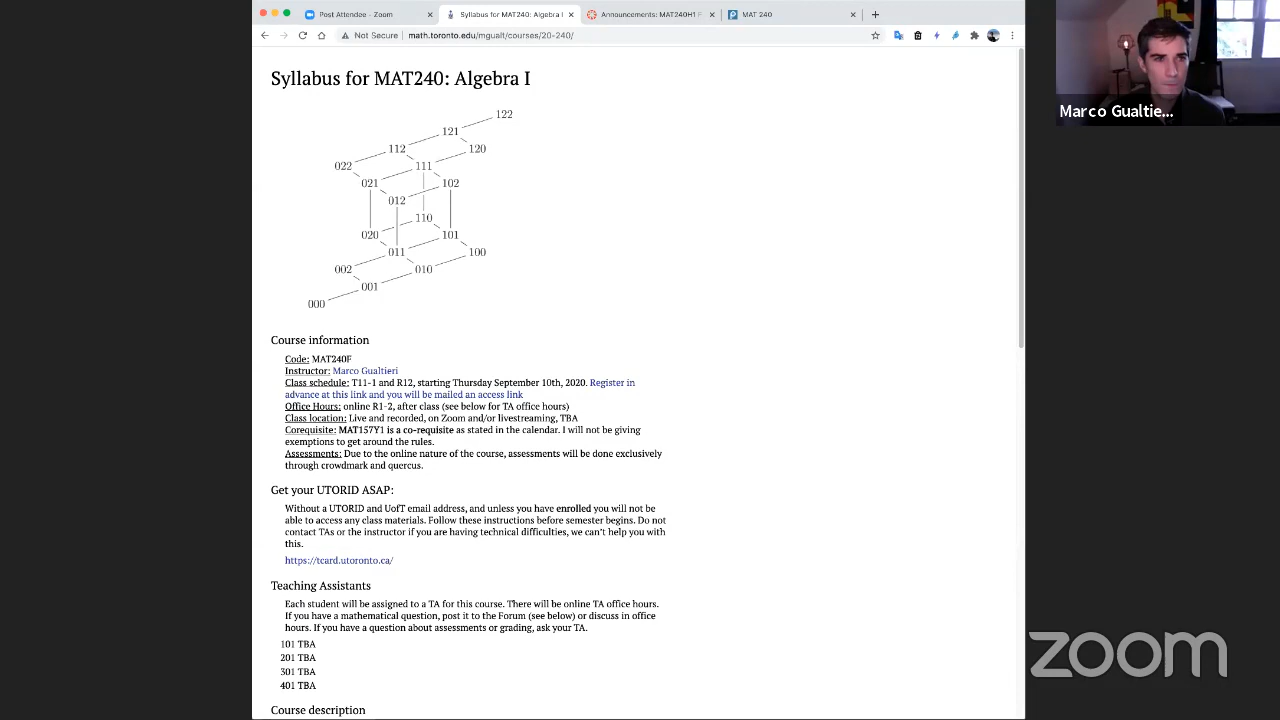 Post Attendee - Zoom
Syllabus for MAT240: Algebra I
Announcements: MAT240H1 F
MAT 240
Not Secure
math.toronto.edu/mgualt/courses/20-240/
Marco Gualtie...
Syllabus for MAT240: Algebra I
122
121
112
120
022
111
021
102
012
110
020
101
011
100
002
010
001
000
Course information
Code: MAT240F
Instructor: Marco Gualtieri
Class schedule: T11-1 and R12, starting Thursday September 10th, 2020. Register in
advance at this link and you will be mailed an access link
Office Hours: online R1-2, after class (see below for TA office hours)
Class location: Live and recorded, on Zoom and/or livestreaming, TBA
Corequisite: MAT157Y1 is a co-requisite as stated in the calendar. I will not be giving
exemptions to get around the rules.
Assessments: Due to the online nature of the course, assessments will be done exclusively
through crowdmark and quercus.
Get your UTORID ASAP:
Without a UTORID and UofT email address, and unless you have enrolled you will not be
able to access any class materials. Follow these instructions before semester begins. Do not
contact TAs or the instructor if you are having technical difficulties, we can't help you with
this.
https://tcard.utoronto.ca/
Teaching Assistants
Each student will be assigned to a TA for this course. There will be online TA office hours.
If you have a mathematical question, post it to the Forum (see below) or discuss in office
hours. If you have a question about assessments or grading, ask your TA.
101 TBA
201 TBA
301 TBA
401 TBA
Course description
zoom